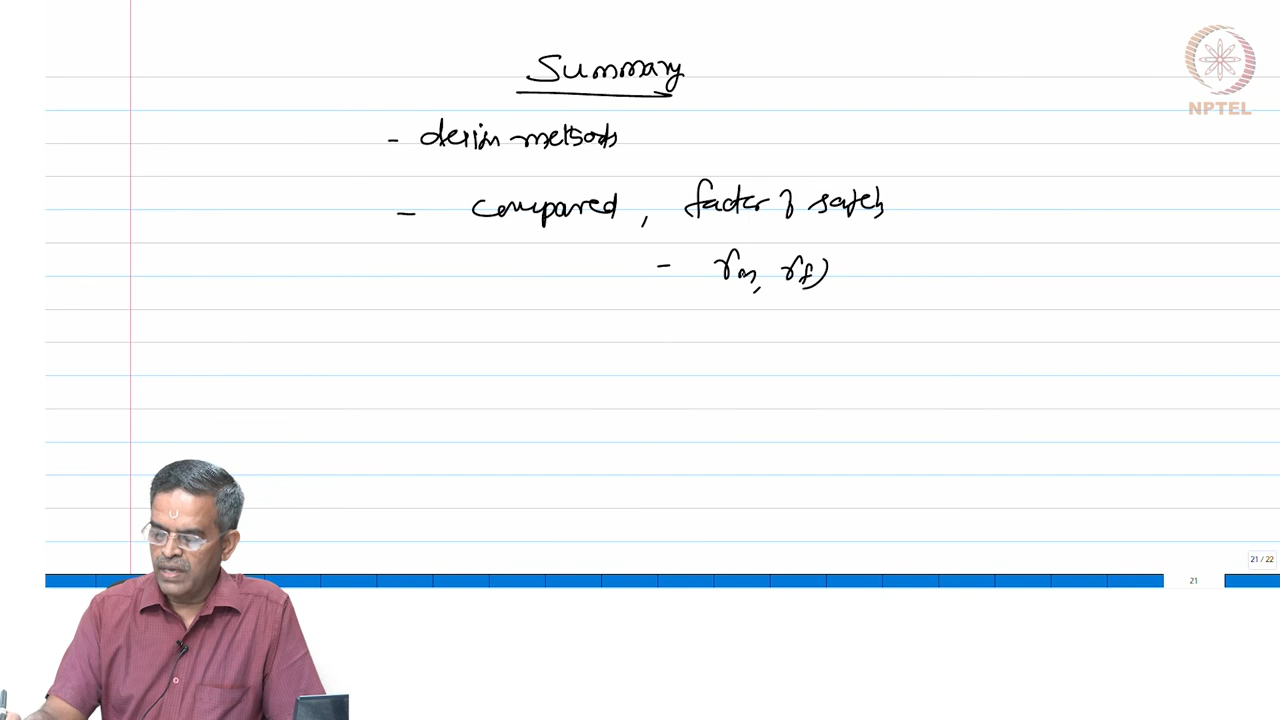 Summary
- design methods
- compared, factor of safety
- γm, γf)
NPTEL
21 / 22
21